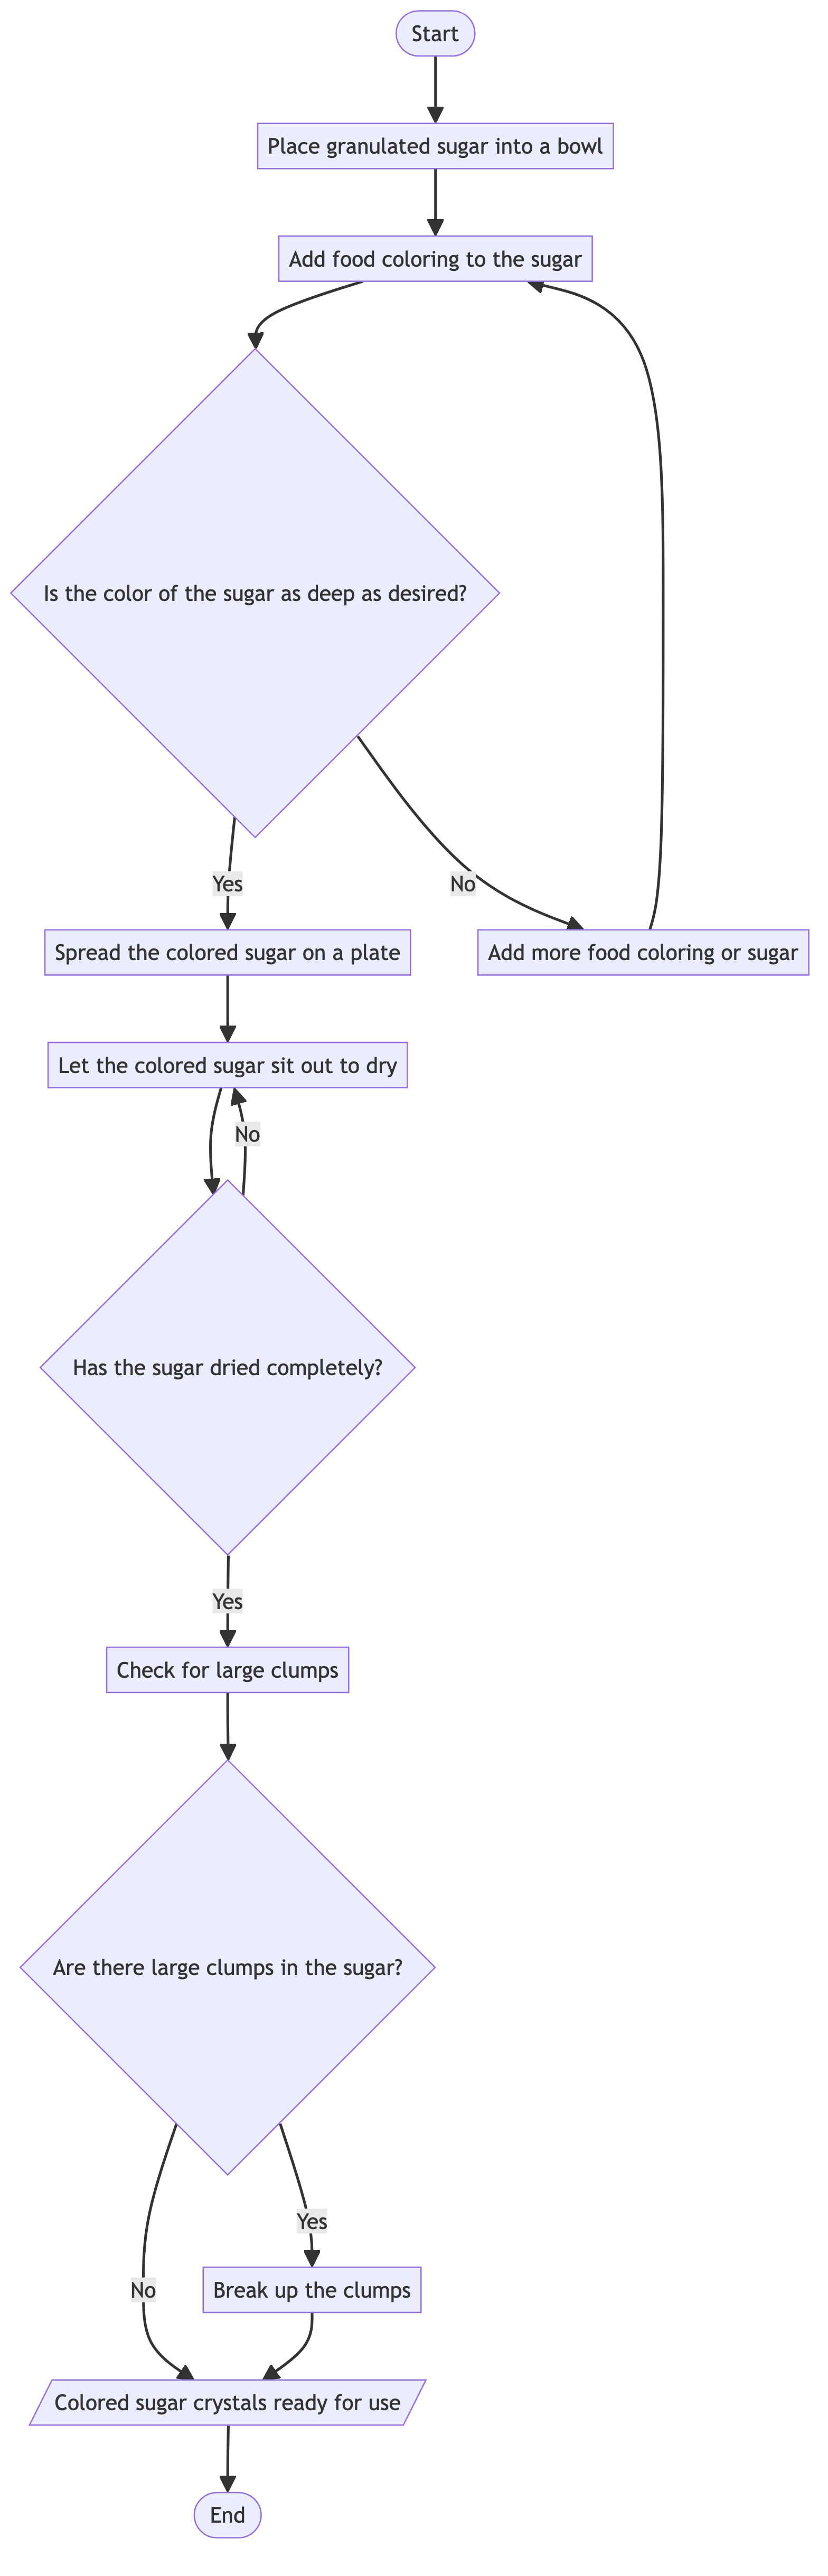 Start
Place granulated sugar into a bowl
Add food coloring to the sugar
Is the color of the sugar as deep as desired?
Yes
No
Spread the colored sugar on a plate
Add more food coloring or sugar
Let the colored sugar sit out to dry
No
Has the sugar dried completely?
Yes
Check for large clumps
Are there large clumps in the sugar?
Yes
No
Break up the clumps
Colored sugar crystals ready for use
End